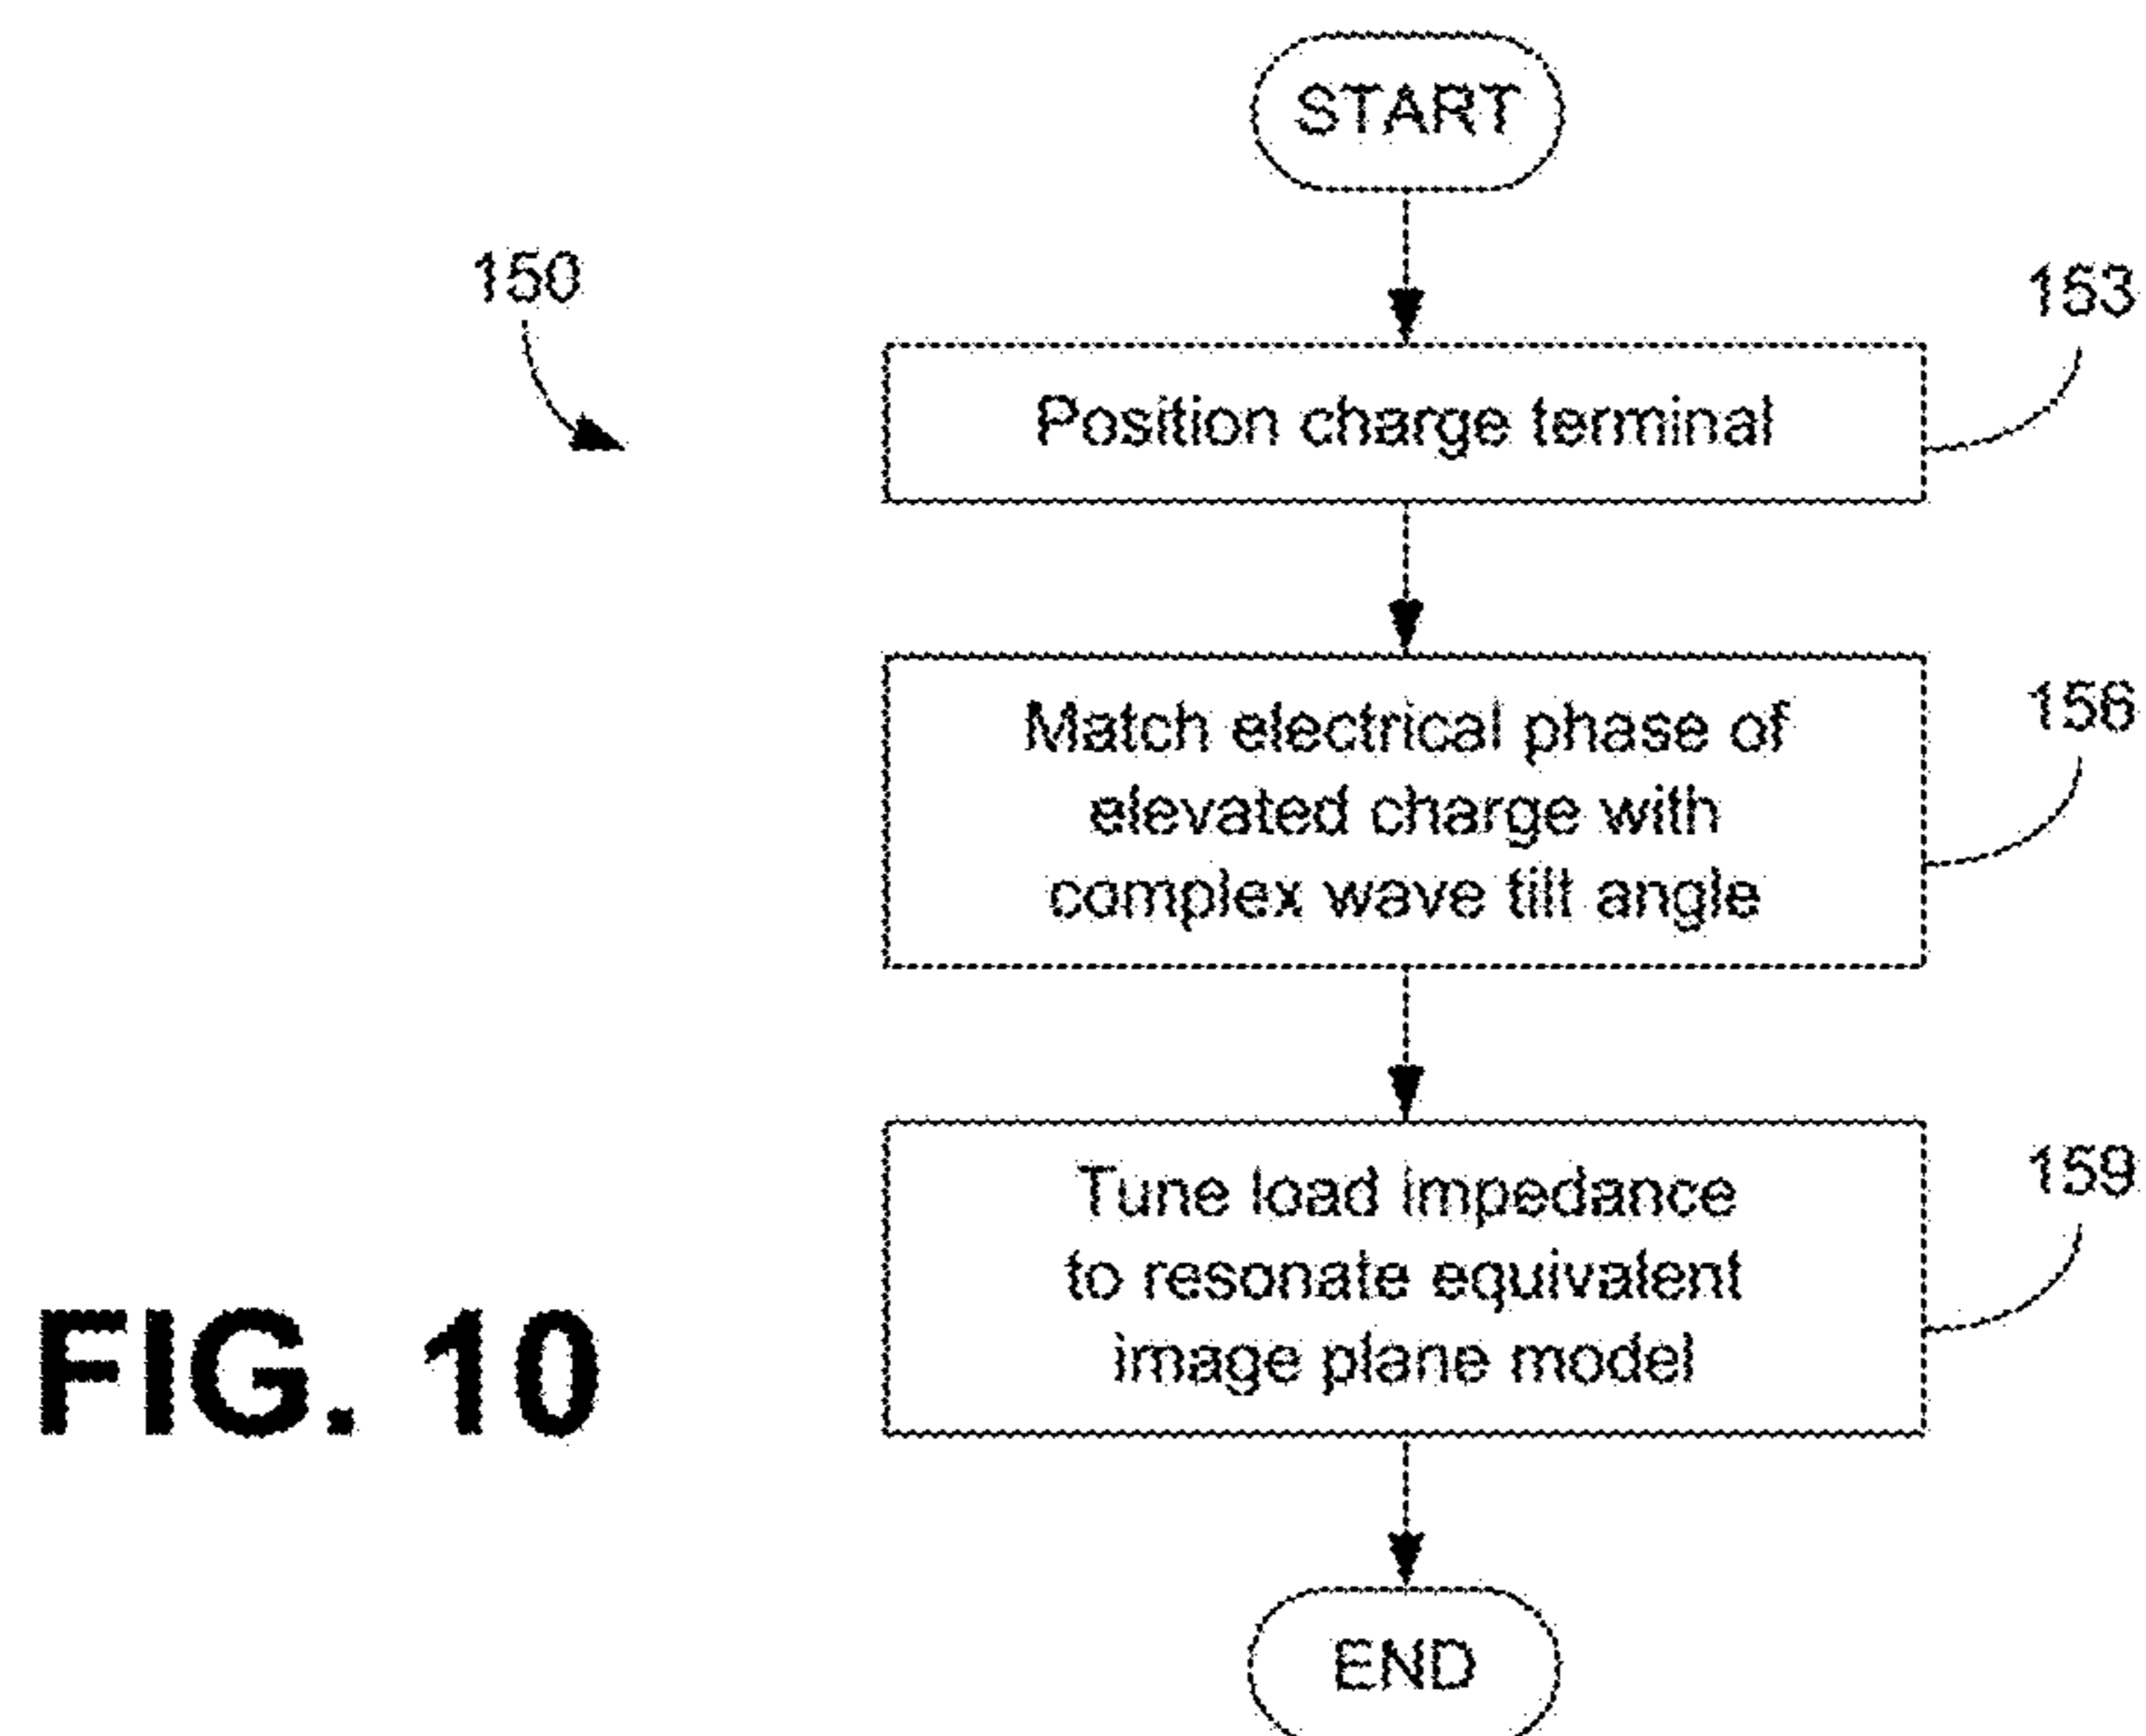 START
150
153
Position charge terminal
156
Match electrical phase of
elevated charge with
complex wave tilt angle
159
Tune load impedance
to resonate equivalent
image plane model
FIG. 10
END